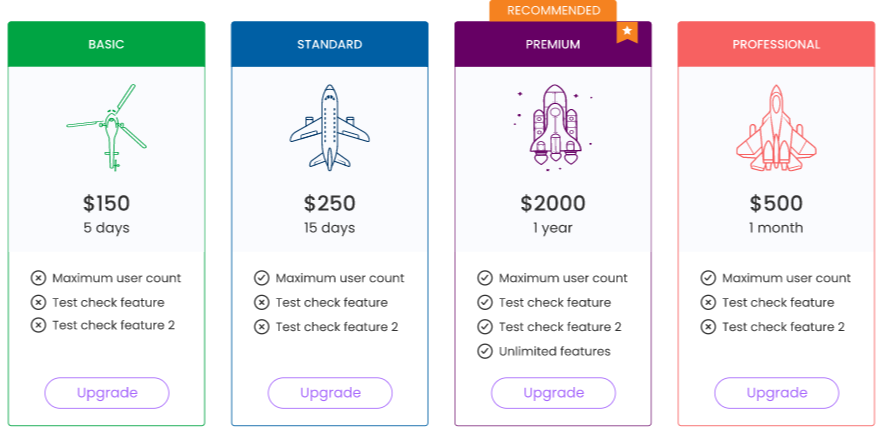 RECOMMENDED
BASIC
$150
5 days
Maximum user count
Test check feature
Test check feature 2
Upgrade
STANDARD
$250
15 days
Maximum user count
Test check feature
Test check feature 2
Upgrade
PREMIUM
$2000
1 year
Maximum user count
Test check feature
Test check feature 2
Unlimited features
Upgrade
PROFESSIONAL
$500
1 month
Maximum user count
Test check feature
Test check feature 2
Upgrade